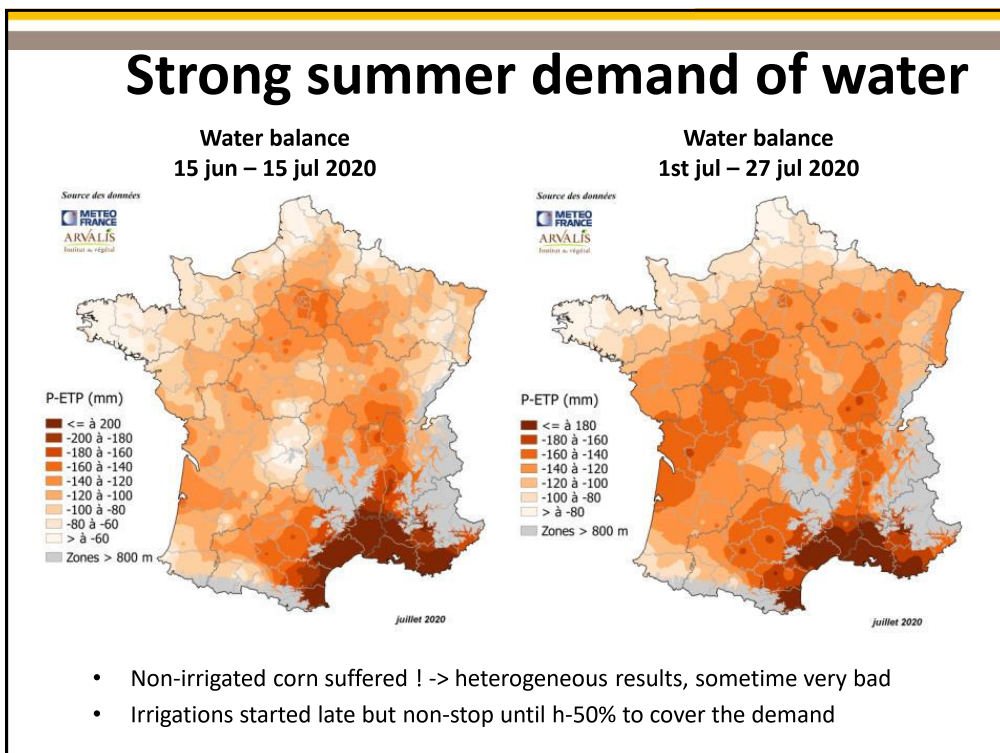 Strong summer demand of water
Water balance
15 jun – 15 jul 2020
Source des données
METEO
FRANCE
ARVALIS
Institut du végétal
P-ETP (mm)
<= à 200
-200 à -180
-180 à -160
-160 à -140
-140 à -120
-120 à -100
-100 à -80
-80 à -60
> à -60
Zones > 800 m
juillet 2020
Water balance
1st jul – 27 jul 2020
Source des données
METEO
FRANCE
ARVALIS
Institut du végétal
P-ETP (mm)
<= à 180
-180 à -160
-160 à -140
-140 à -120
-120 à -100
-100 à -80
> à -80
Zones > 800 m
juillet 2020
• Non-irrigated corn suffered ! -> heterogeneous results, sometime very bad
• Irrigations started late but non-stop until h-50% to cover the demand